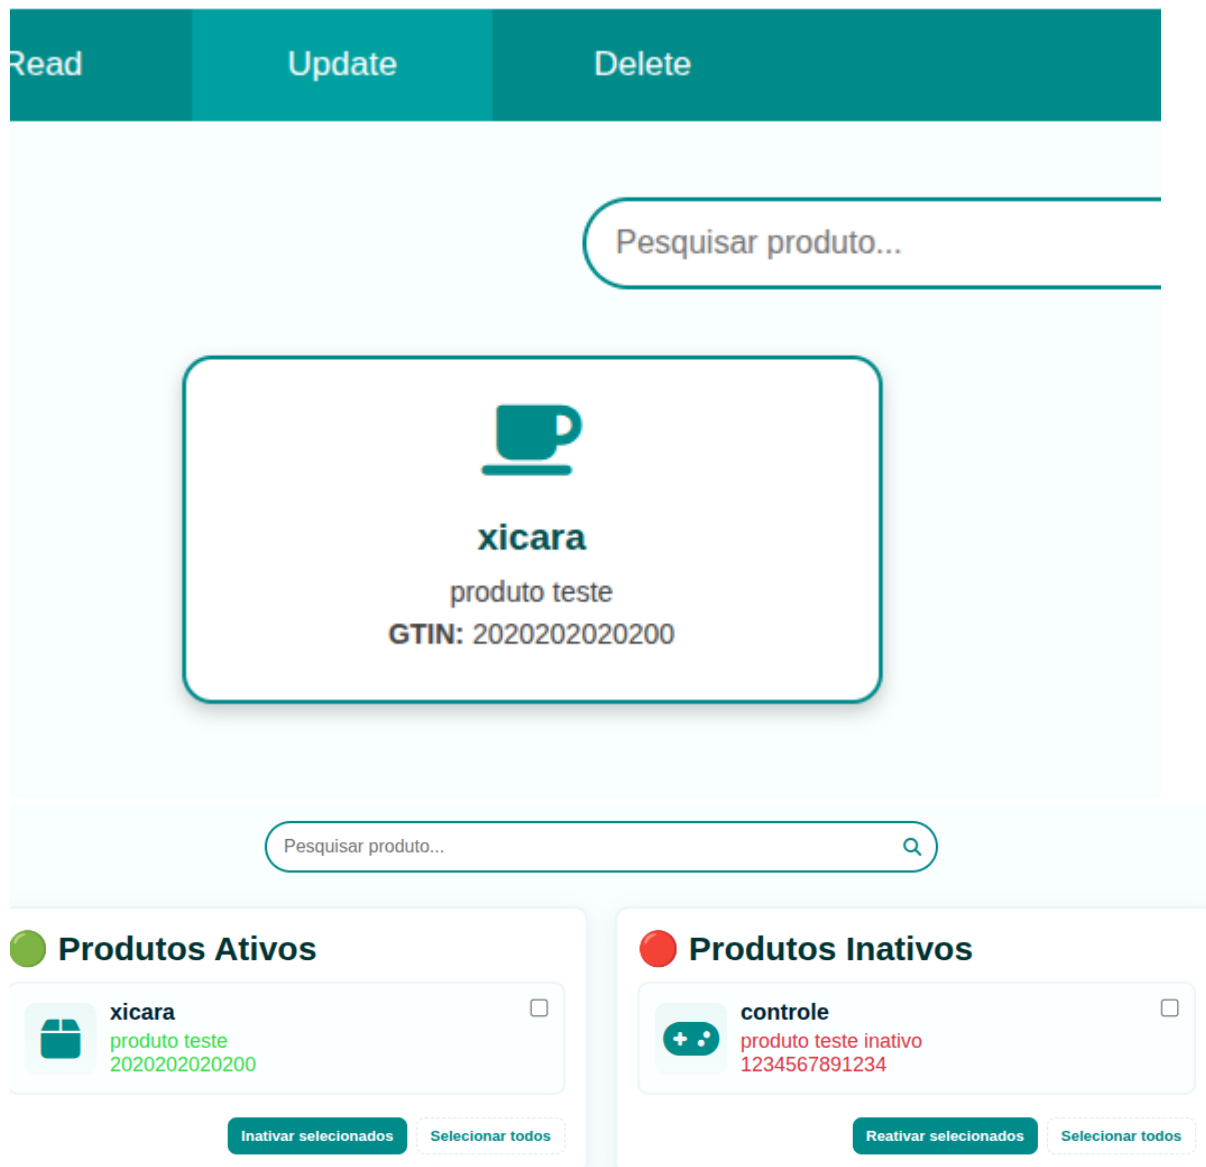 Read
Update
Delete
Pesquisar produto...
xicara
produto teste
GTIN: 2020202020200
Pesquisar produto...
Produtos Ativos
xicara
produto teste
2020202020200
Inativar selecionados
Selecionar todos
Produtos Inativos
controle
produto teste inativo
1234567891234
Reativar selecionados
Selecionar todos